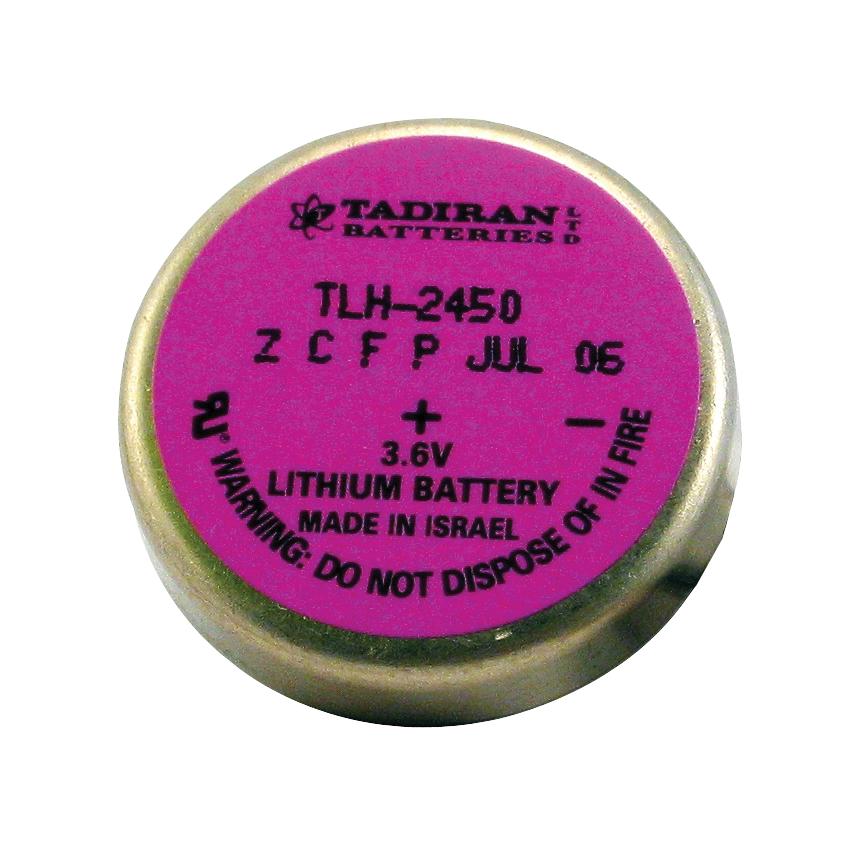 TADIRAN LTD
BATTERIES
TLH-2450
Z C F P JUL 06
+ −
3.6V
LITHIUM BATTERY
MADE IN ISRAEL
RU® WARNING: DO NOT DISPOSE OF IN FIRE